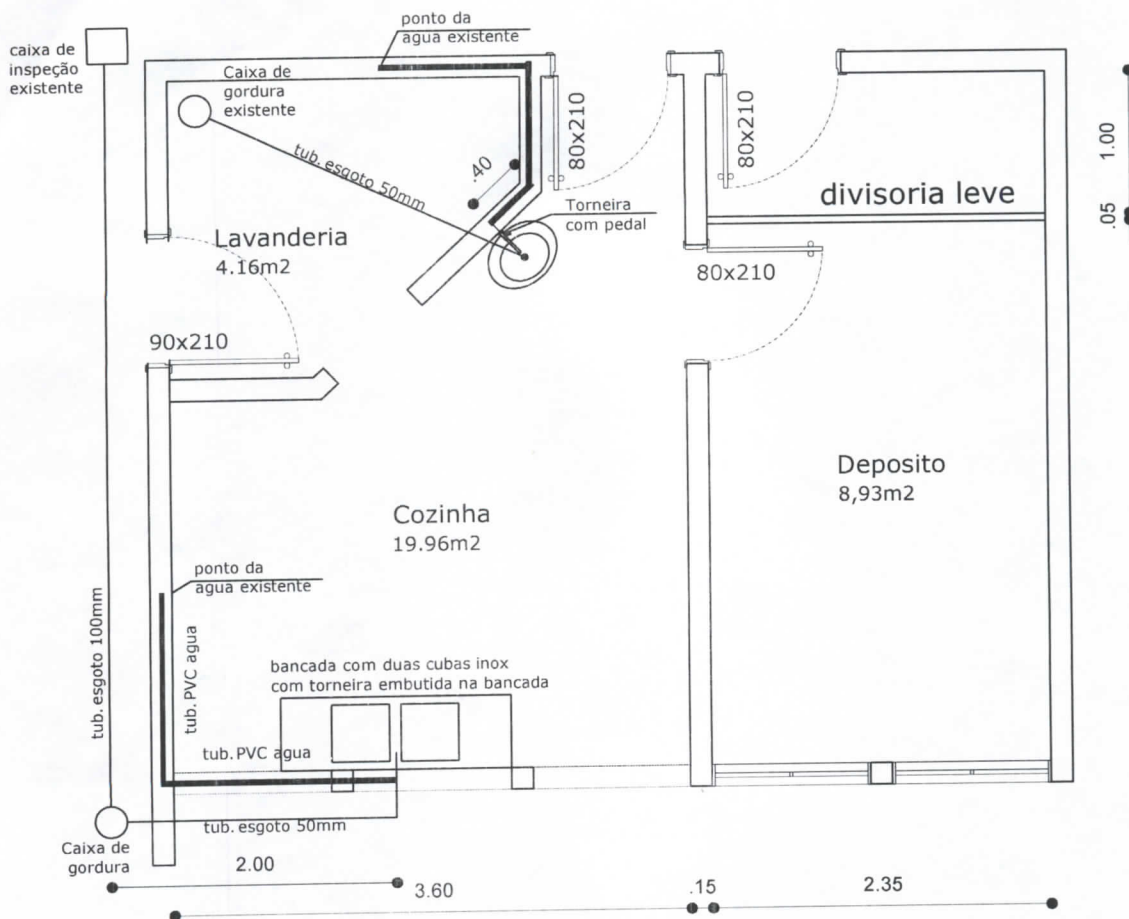 caixa de
inspeção
existente
ponto da
agua existente
Caixa de
gordura
existente
tub. esgoto 50mm
.40
80x210
80x210
1.00
.05
divisoria leve
Torneira
com pedal
Lavanderia
4.16m2
80x210
90x210
Deposito
8,93m2
Cozinha
19.96m2
ponto da
agua existente
tub. esgoto 100mm
tub. PVC agua
bancada com duas cubas inox
com torneira embutida na bancada
tub. PVC agua
tub. esgoto 50mm
Caixa de
gordura
2.00
3.60
.15
2.35